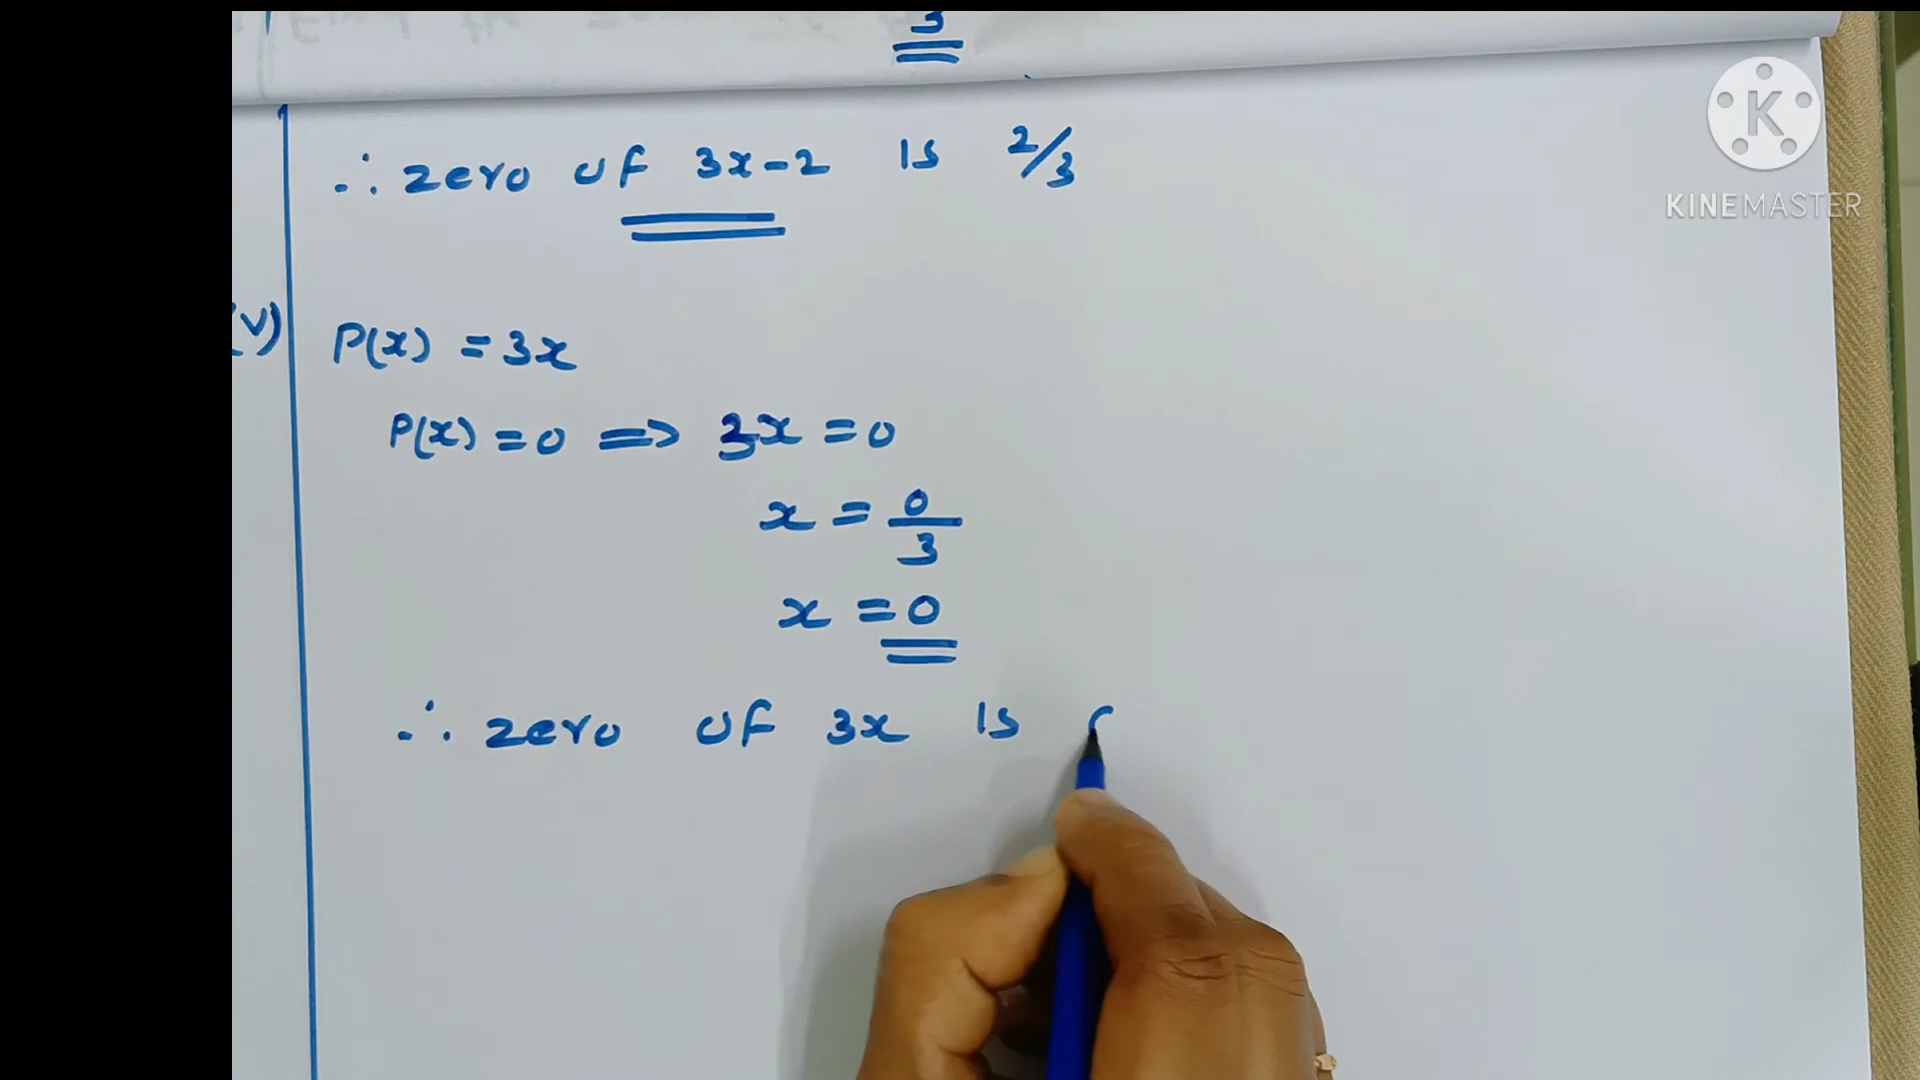 3
∴ zero of 3x-2 is 2/3
(v) P(x) = 3x
P(x) = 0 => 3x = 0
x = 0/3
x = 0
∴ zero of 3x is
K
KINEMASTER